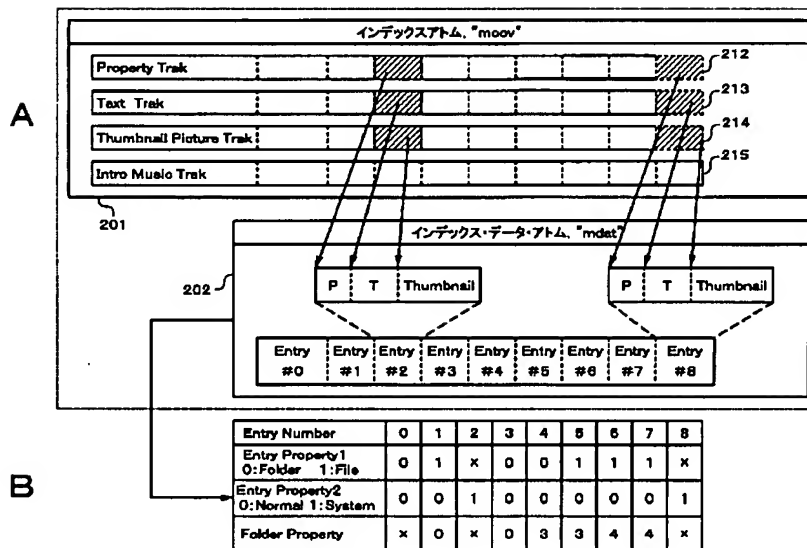 インデックスアトム, "moov"
Property Trak
Text Trak
Thumbnail Picture Trak
Intro Music Trak
212
213
214
215
A
201
インデックス・データ・アトム, "mdat"
202
P T Thumbnail
P T Thumbnail
Entry #0 Entry #1 Entry #2 Entry #3 Entry #4 Entry #5 Entry #6 Entry #7 Entry #8
B
Entry Number 0 1 2 3 4 5 6 7 8
Entry Property1
0:Folder 1:File 0 1 × 0 0 1 1 1 ×
Entry Property2
0:Normal 1:System 0 0 1 0 0 0 0 0 1
Folder Property × 0 × 0 3 3 4 4 ×